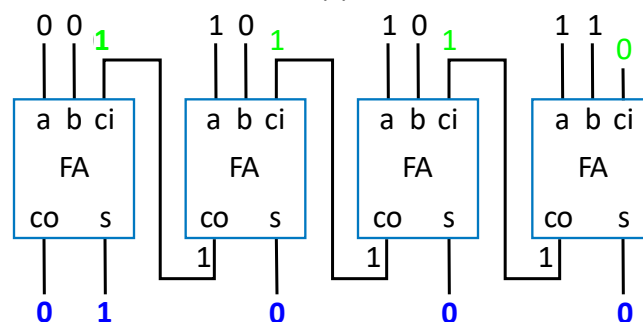 0 0 1 1 0 1 1 0 1 1 1 0
a b ci a b ci a b ci a b ci
FA FA FA FA
co s co s co s co s
1 1 1
0 1 0 0 0